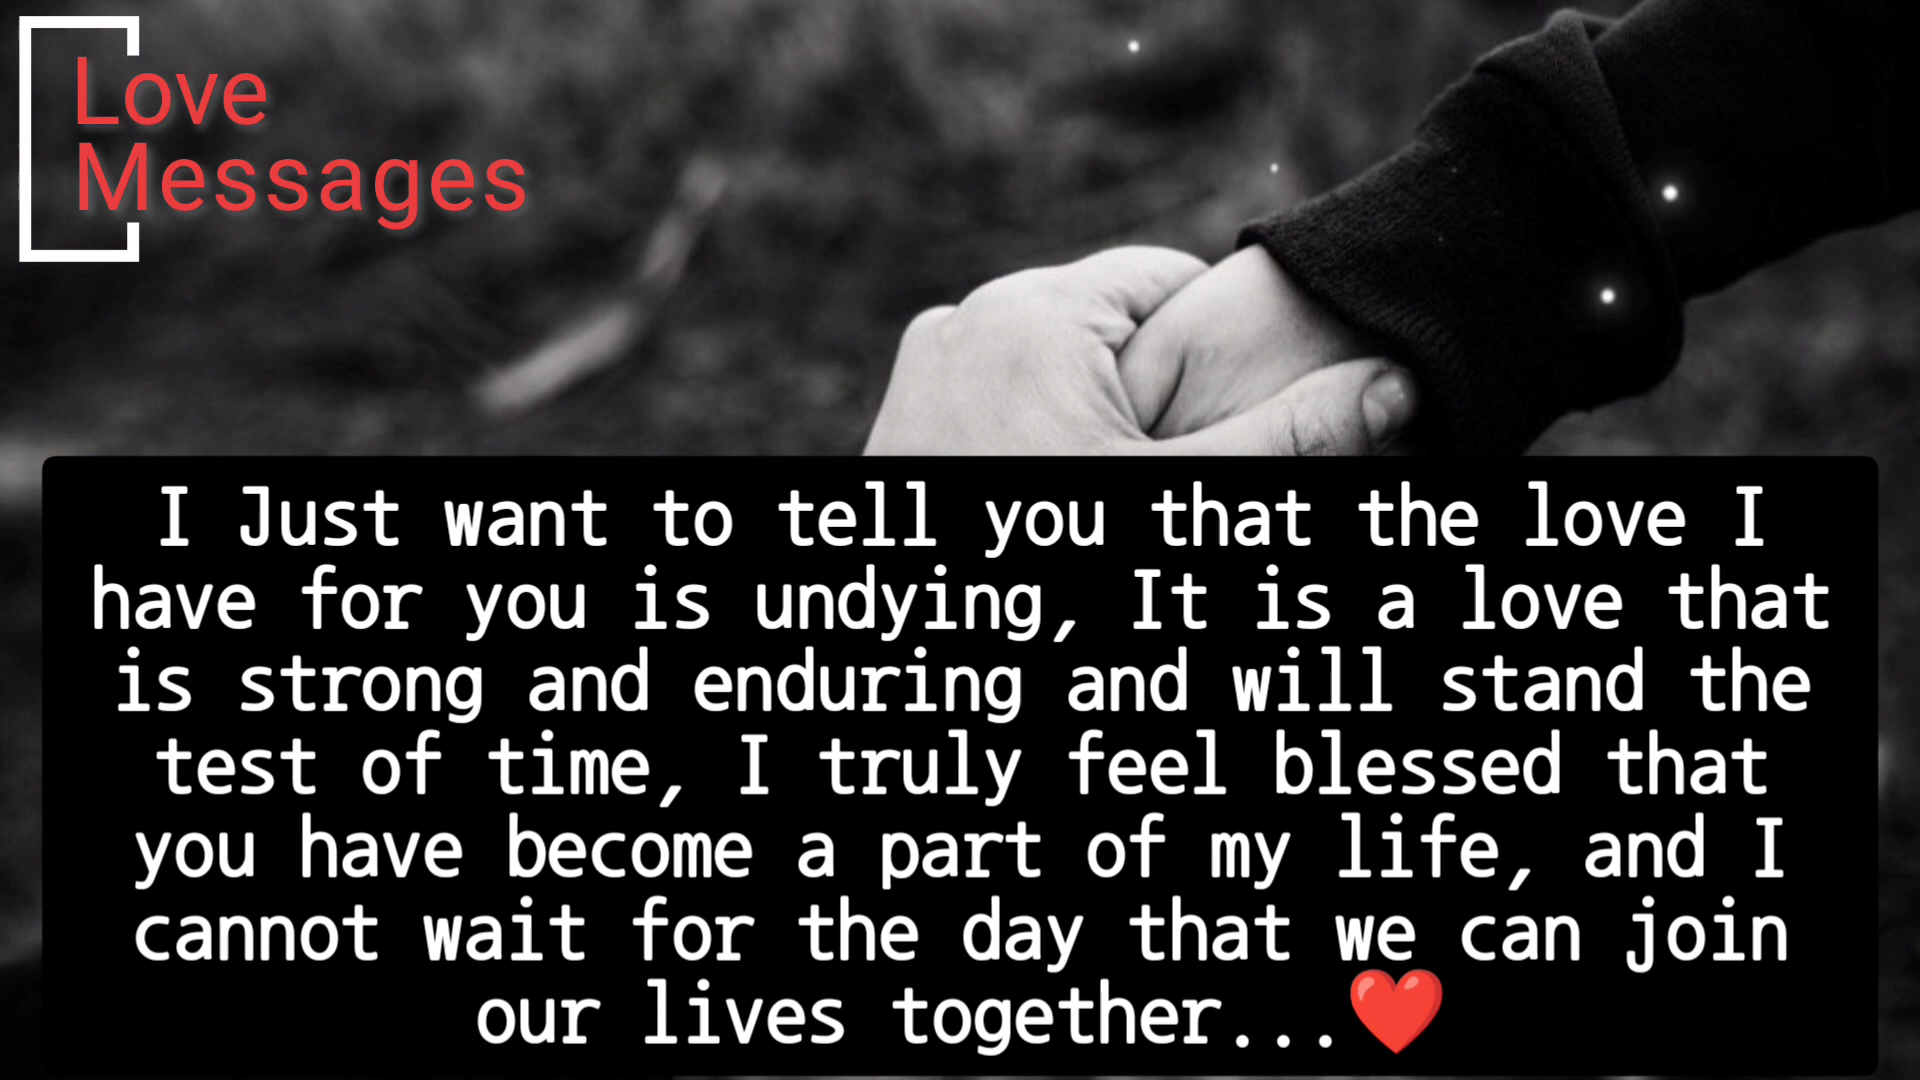 Love
Messages
I Just want to tell you that the love I
have for you is undying, It is a love that
is strong and enduring and will stand the
test of time, I truly feel blessed that
you have become a part of my life, and I
cannot wait for the day that we can join
our lives together...❤️